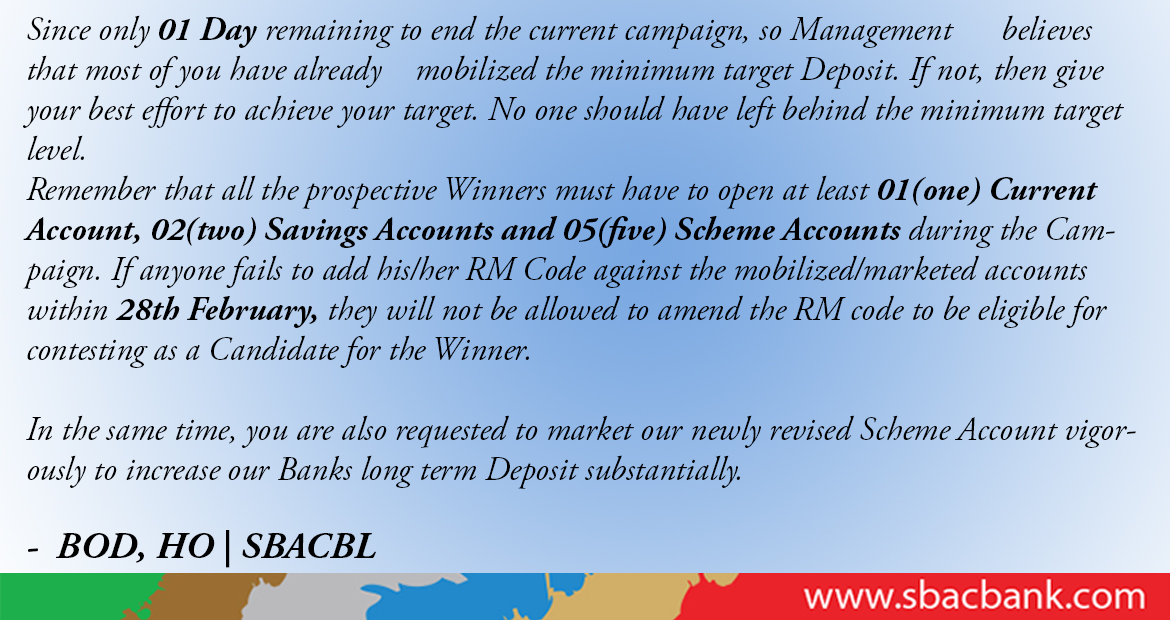 Since only 01 Day remaining to end the current campaign, so Management believes
that most of you have already mobilized the minimum target Deposit. If not, then give
your best effort to achieve your target. No one should have left behind the minimum target
level.
Remember that all the prospective Winners must have to open at least 01(one) Current
Account, 02(two) Savings Accounts and 05(five) Scheme Accounts during the Cam-
paign. If anyone fails to add his/her RM Code against the mobilized/marketed accounts
within 28th February, they will not be allowed to amend the RM code to be eligible for
contesting as a Candidate for the Winner.
In the same time, you are also requested to market our newly revised Scheme Account vigor-
ously to increase our Banks long term Deposit substantially.
- BOD, HO | SBACBL
www.sbacbank.com